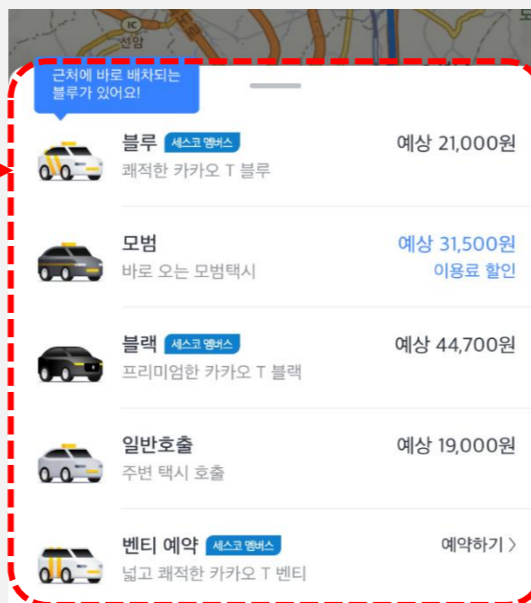 IC
선암
근처에 바로 배차되는
블루가 있어요!
블루 세스코 멤버스 예상 21,000원
쾌적한 카카오 T 블루
모범 예상 31,500원
바로 오는 모범택시 이용료 할인
블랙 세스코 멤버스 예상 44,700원
프리미엄한 카카오 T 블랙
일반호출 예상 19,000원
주변 택시 호출
벤티 예약 세스코 멤버스 예약하기 >
넓고 쾌적한 카카오 T 벤티